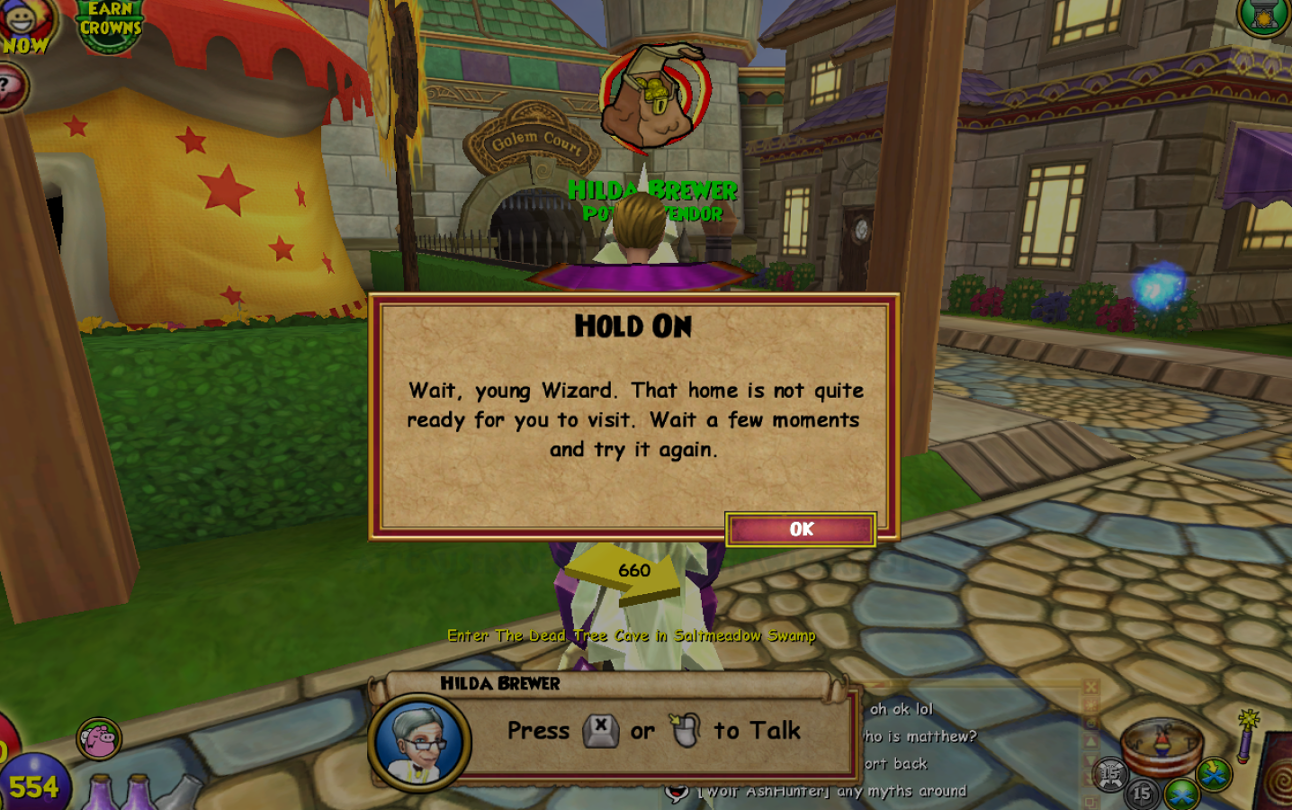 NOW
EARN
CROWNS
?
Golem Court
HILDA BREWER
VENDOR
HOLD ON
Wait, young Wizard. That home is not quite
ready for you to visit. Wait a few moments
and try it again.
OK
660
Enter The Dead Tree Cave in Saltmeadow Swamp
HILDA BREWER
Press X or to Talk
oh ok lol
who is matthew?
ort back
[Wolf AshHunter] any myths around
0
554
15
15